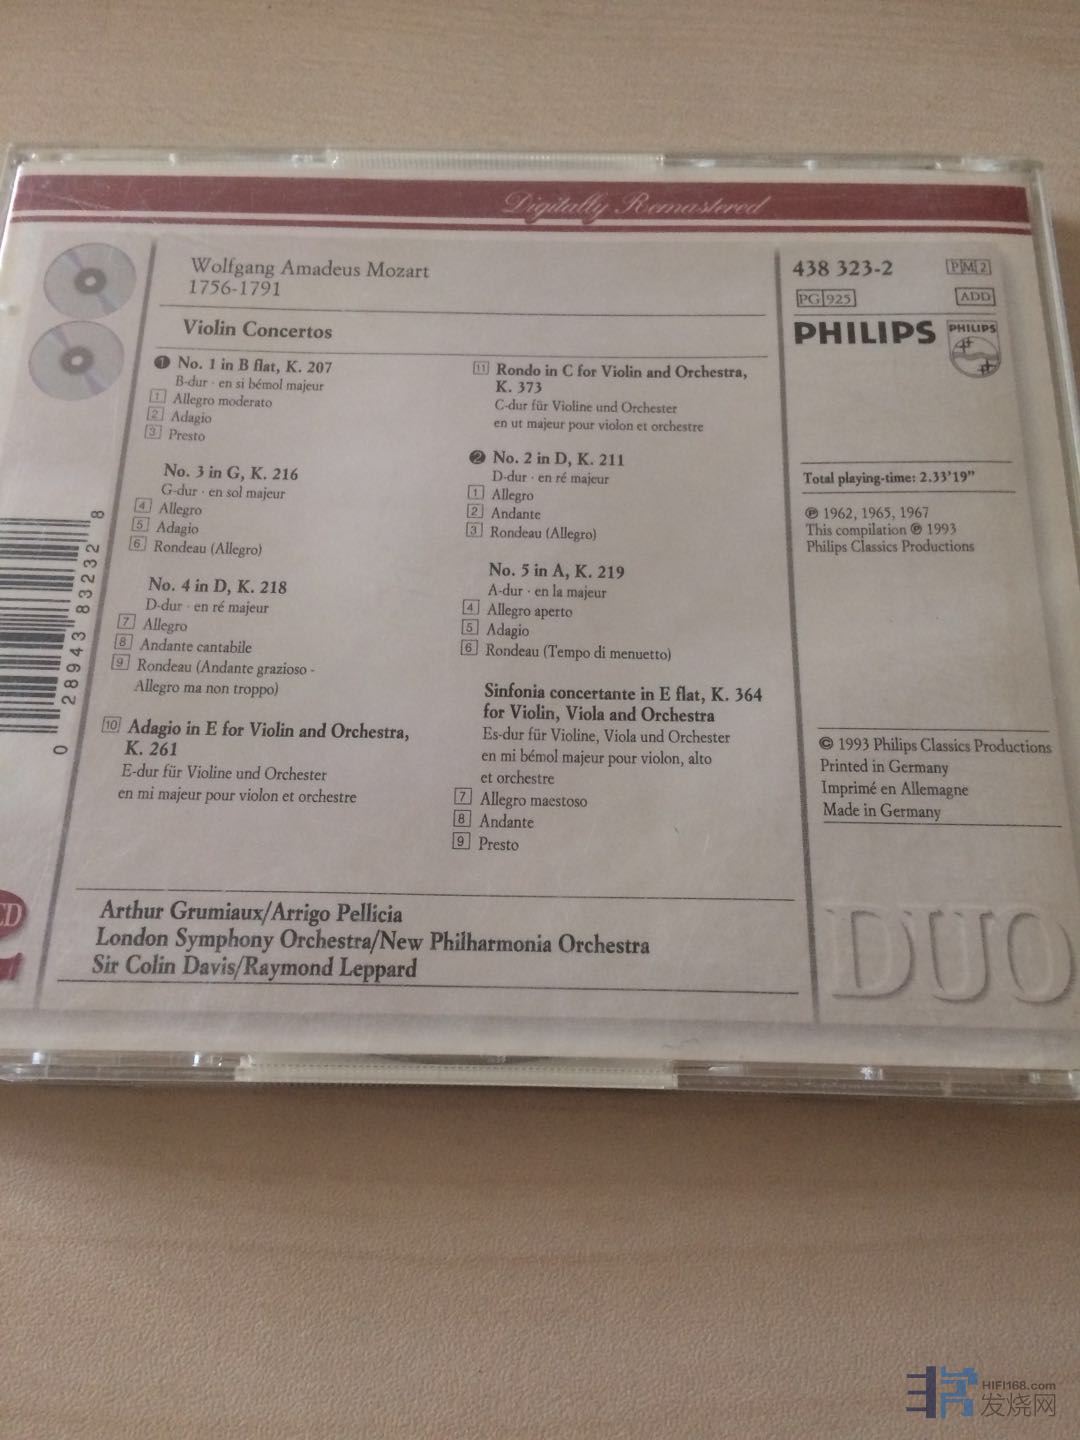 Digitally Remastered
Wolfgang Amadeus Mozart
1756-1791
Violin Concertos
❶ No. 1 in B flat, K. 207
B-dur · en si bémol majeur
1 Allegro moderato
2 Adagio
3 Presto
No. 3 in G, K. 216
G-dur · en sol majeur
4 Allegro
5 Adagio
6 Rondeau (Allegro)
No. 4 in D, K. 218
D-dur · en ré majeur
7 Allegro
8 Andante cantabile
9 Rondeau (Andante grazioso -
Allegro ma non troppo)
10 Adagio in E for Violin and Orchestra,
K. 261
E-dur für Violine und Orchester
en mi majeur pour violon et orchestre
11 Rondo in C for Violin and Orchestra,
K. 373
C-dur für Violine und Orchester
en ut majeur pour violon et orchestre
❷ No. 2 in D, K. 211
D-dur · en ré majeur
1 Allegro
2 Andante
3 Rondeau (Allegro)
No. 5 in A, K. 219
A-dur · en la majeur
4 Allegro aperto
5 Adagio
6 Rondeau (Tempo di menuetto)
Sinfonia concertante in E flat, K. 364
for Violin, Viola and Orchestra
Es-dur für Violine, Viola und Orchester
en mi bémol majeur pour violon, alto
et orchestre
7 Allegro maestoso
8 Andante
9 Presto
Arthur Grumiaux/Arrigo Pellicia
London Symphony Orchestra/New Philharmonia Orchestra
Sir Colin Davis/Raymond Leppard
438 323-2
PM2
PG 925
ADD
PHILIPS
PHILIPS
Total playing-time: 2.33'19"
℗ 1962, 1965, 1967
This compilation ℗ 1993
Philips Classics Productions
© 1993 Philips Classics Productions
Printed in Germany
Imprimé en Allemagne
Made in Germany
DUO
0 28943 83232 8
CD
2
HIFI168.com
发烧网